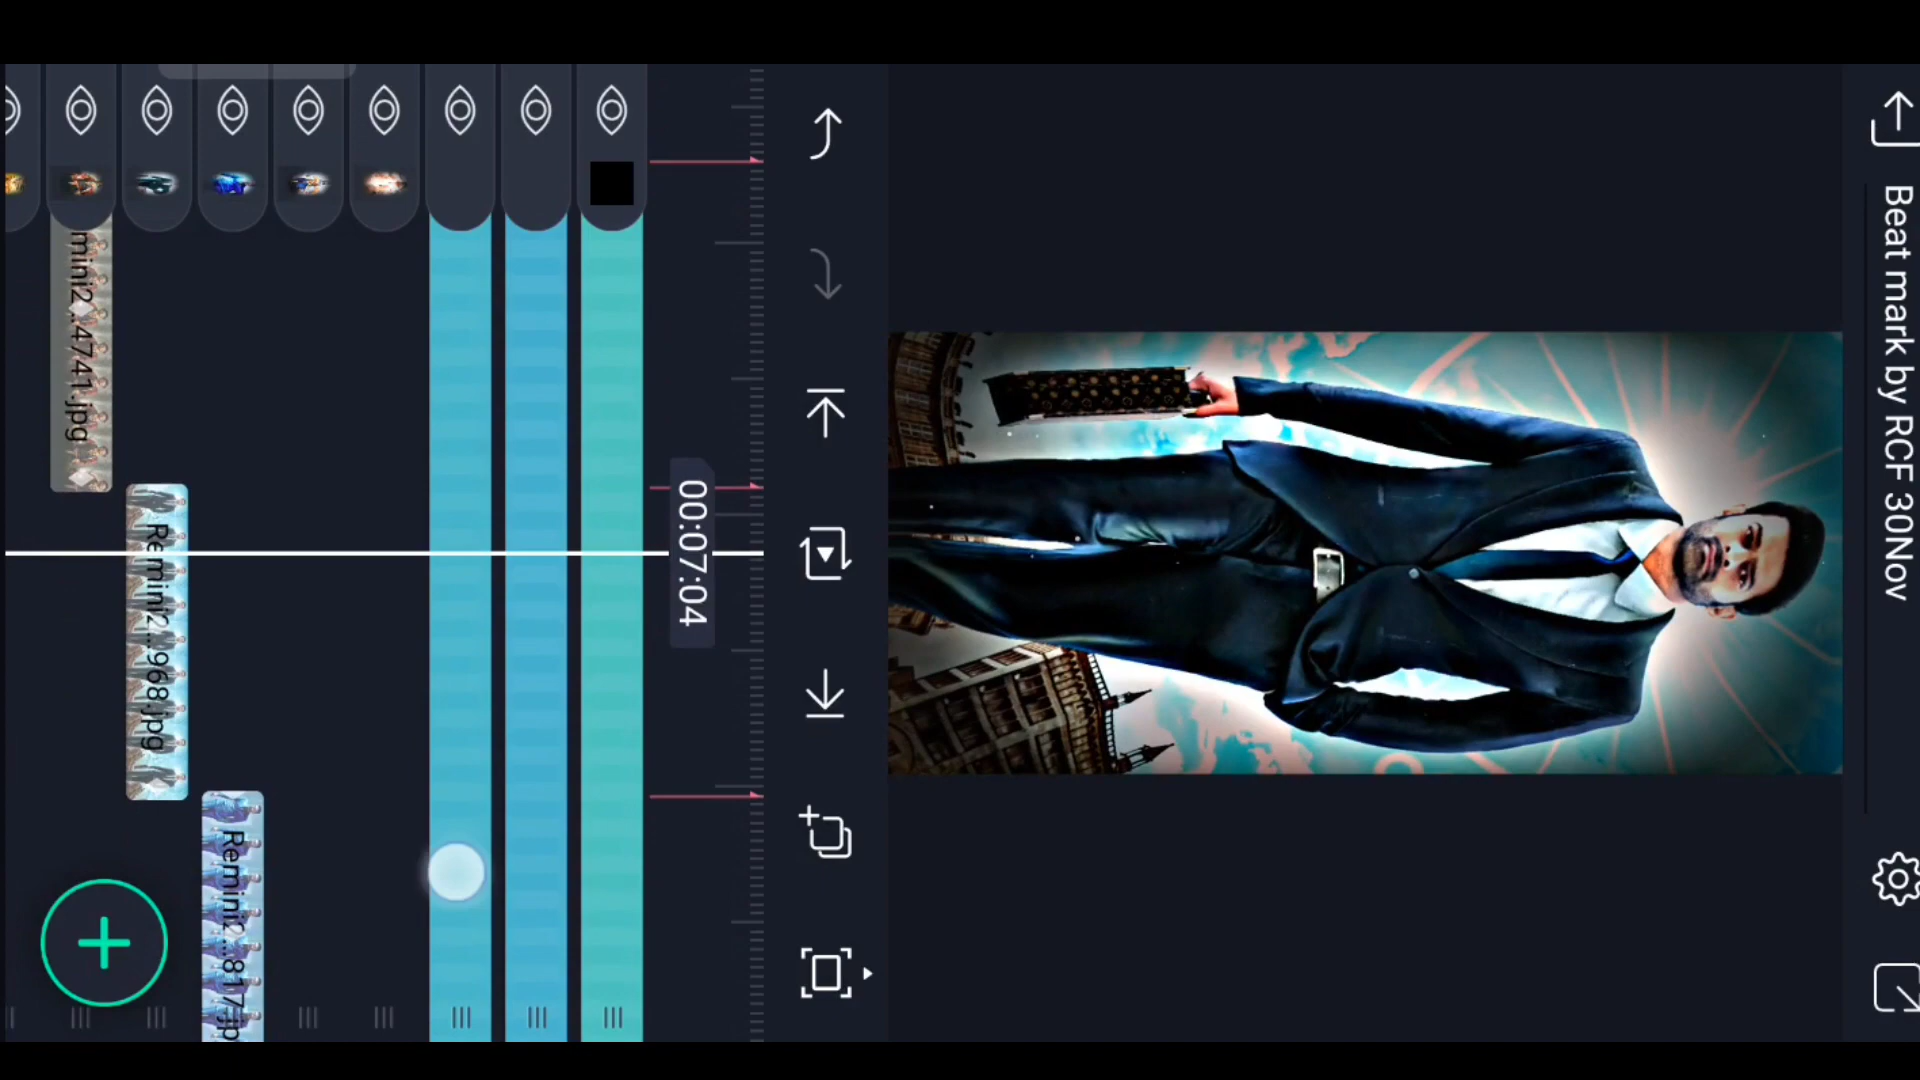 Beat mark by RCF 30Nov
00:07:04
mini2...4741.jpg
Remini2...968.jpg
Remini2...817.jp